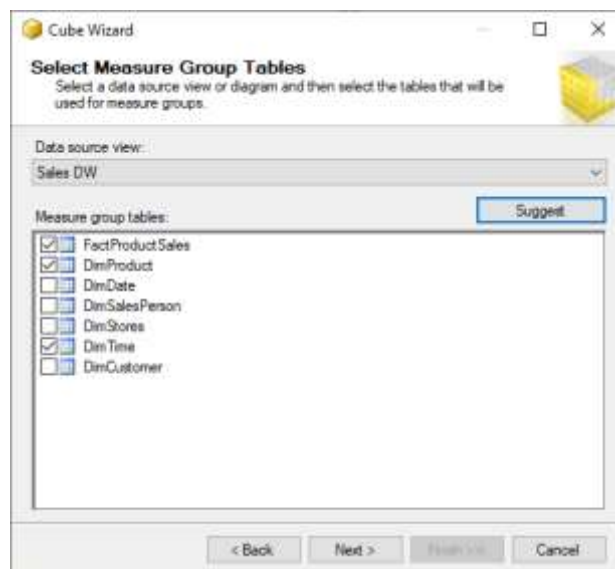 Cube Wizard
Select Measure Group Tables
Select a data source view or diagram and then select the tables that will be
used for measure groups.
Data source view:
Sales DW
Measure group tables:
Suggest
FactProductSales
DimProduct
DimDate
DimSalesPerson
DimStores
DimTime
DimCustomer
< Back
Next >
Cancel